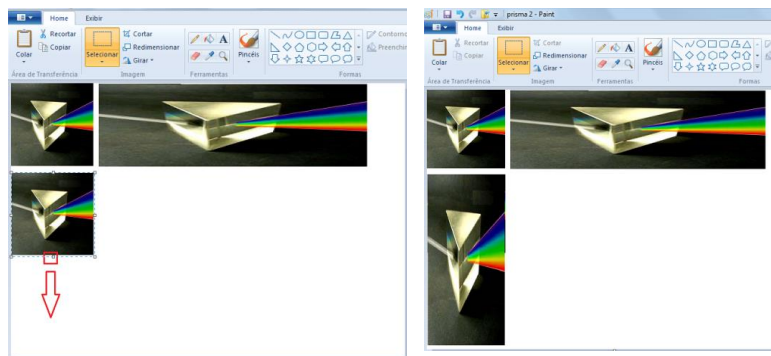 Home Exibir
Colar
Recortar
Copiar
Área de Transferência
Selecionar
Cortar
Redimensionar
Girar
Imagem
Ferramentas
Pincéis
Formas
Contorno
Preencher
prisma 2 - Paint
Home Exibir
Colar
Recortar
Copiar
Área de Transferência
Selecionar
Cortar
Redimensionar
Girar
Imagem
A
Ferramentas
Pincéis
Formas